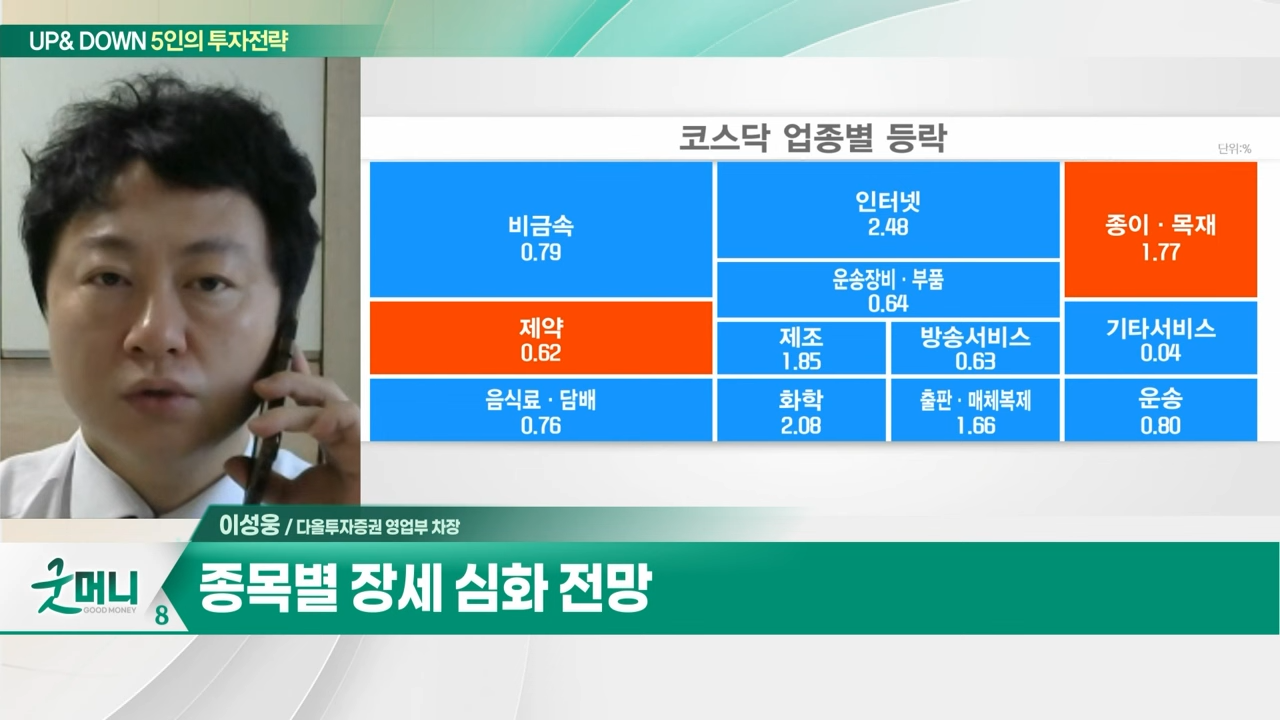 UP& DOWN 5인의 투자전략
코스닥 업종별 등락
단위:%
비금속
0.79
인터넷
2.48
종이 · 목재
1.77
운송장비 · 부품
0.64
제약
0.62
제조
1.85
방송서비스
0.63
기타서비스
0.04
음식료 · 담배
0.76
화학
2.08
출판 · 매체복제
1.66
운송
0.80
이성웅 / 다올투자증권 영업부 차장
굿머니
GOOD MONEY
8
종목별 장세 심화 전망